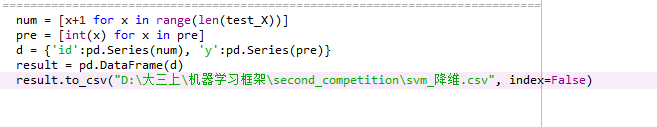 num = [x+1 for x in range(len(test_X))]
pre = [int(x) for x in pre]
d = {'id':pd.Series(num), 'y':pd.Series(pre)}
result = pd.DataFrame(d)
result.to_csv("D:\大三上\机器学习框架\second_competition\svm_降维.csv", index=False)